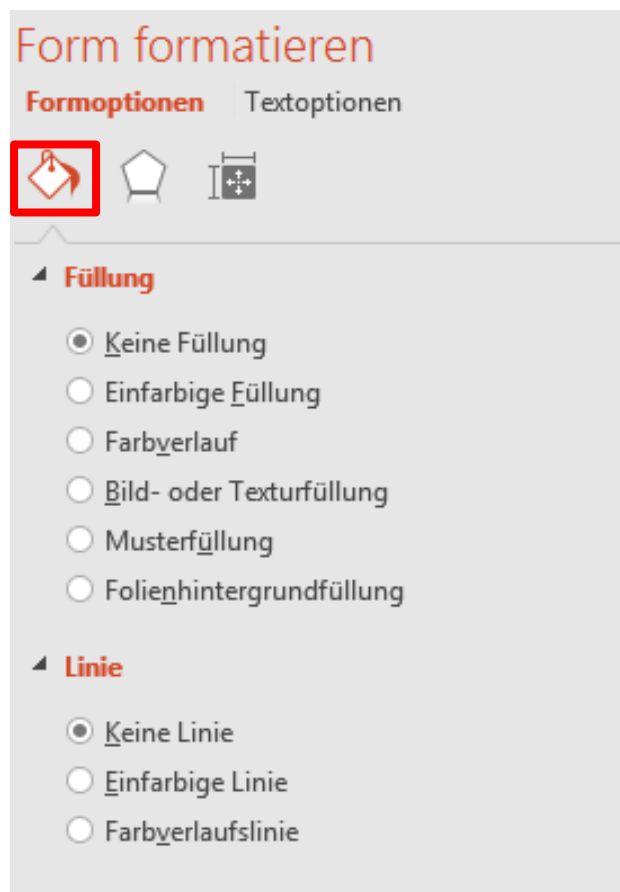 Form formatieren
Formoptionen Textoptionen
Füllung
Keine Füllung
Einfarbige Füllung
Farbverlauf
Bild- oder Texturfüllung
Musterfüllung
Folienhintergrundfüllung
Linie
Keine Linie
Einfarbige Linie
Farbverlaufslinie